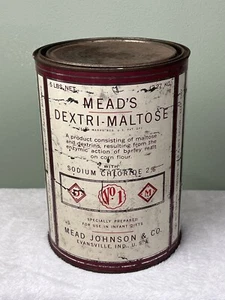 5 LBS. NET
MEAD'S
DEXTRI-MALTOSE
A product consisting of maltose
and dextrins, resulting from the
enzymic action of barley malt
on corn flour.
WITH
SODIUM CHLORIDE 2%
D
No 1
M
SPECIALLY PREPARED
FOR USE IN INFANT DIETS
MEAD JOHNSON & CO.
EVANSVILLE, IND., U.S.A.